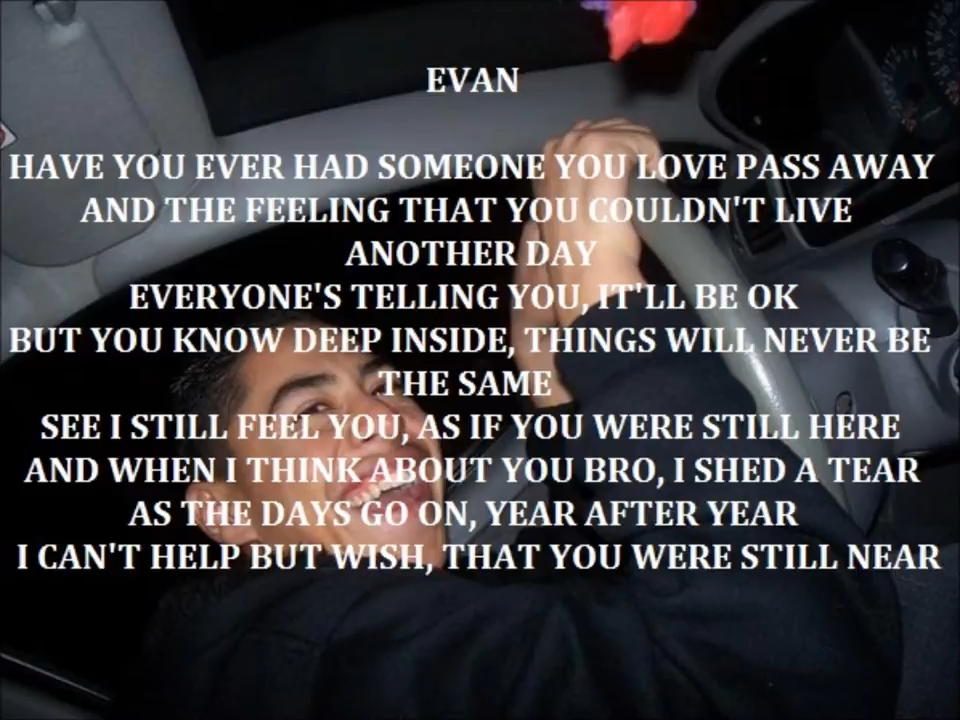 EVAN
HAVE YOU EVER HAD SOMEONE YOU LOVE PASS AWAY
AND THE FEELING THAT YOU COULDN'T LIVE
ANOTHER DAY
EVERYONE'S TELLING YOU, IT'LL BE OK
BUT YOU KNOW DEEP INSIDE, THINGS WILL NEVER BE
THE SAME
SEE I STILL FEEL YOU, AS IF YOU WERE STILL HERE
AND WHEN I THINK ABOUT YOU BRO, I SHED A TEAR
AS THE DAYS GO ON, YEAR AFTER YEAR
I CAN'T HELP BUT WISH, THAT YOU WERE STILL NEAR